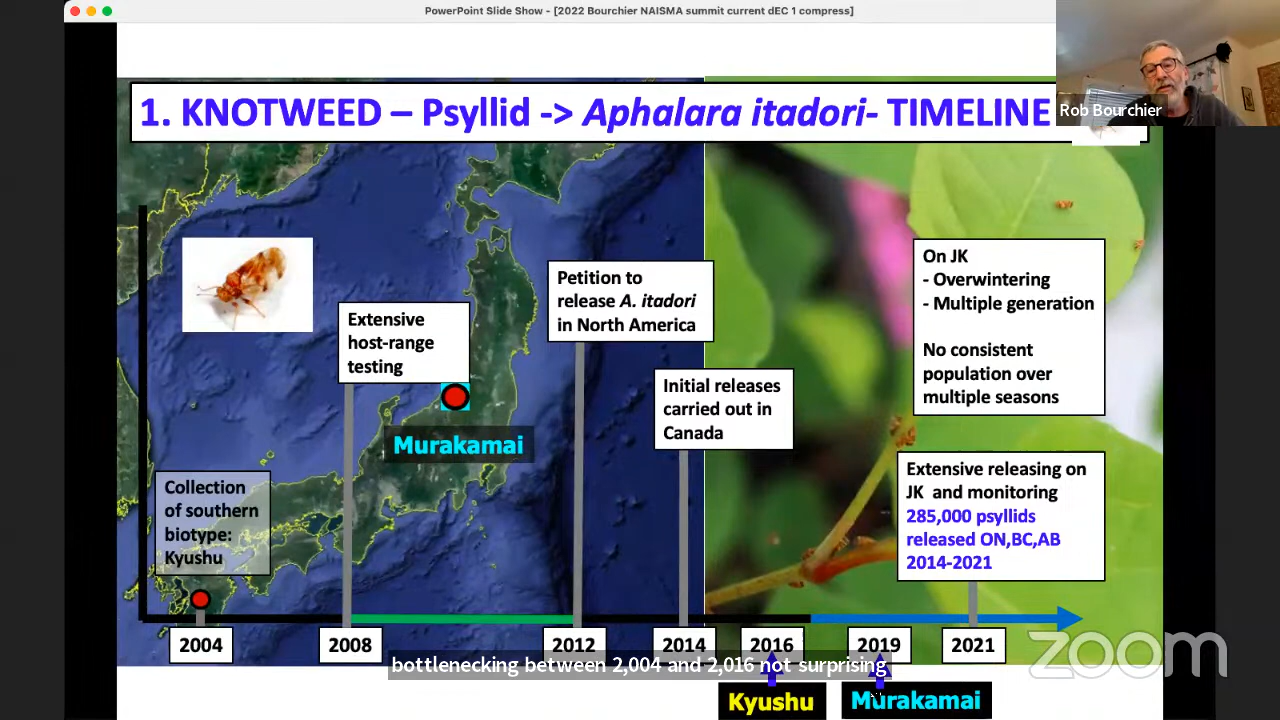 PowerPoint Slide Show - [2022 Bourchier NAISMA summit current dEC 1 compress]
Rob Bourchier
1. KNOTWEED – Psyllid -> Aphalara itadori- TIMELINE
On JK
- Overwintering
- Multiple generation
No consistent
population over
multiple seasons
Petition to
release A. itadori
in North America
Extensive
host-range
testing
Initial releases
carried out in
Canada
Murakamai
Extensive releasing on
JK and monitoring
285,000 psyllids
released ON,BC,AB
2014-2021
Collection
of southern
biotype:
Kyushu
2004
2008
2012
2014
2016
2019
2021
bottlenecking between 2,004 and 2,016 not surprising,
Kyushu
Murakamai
zoom